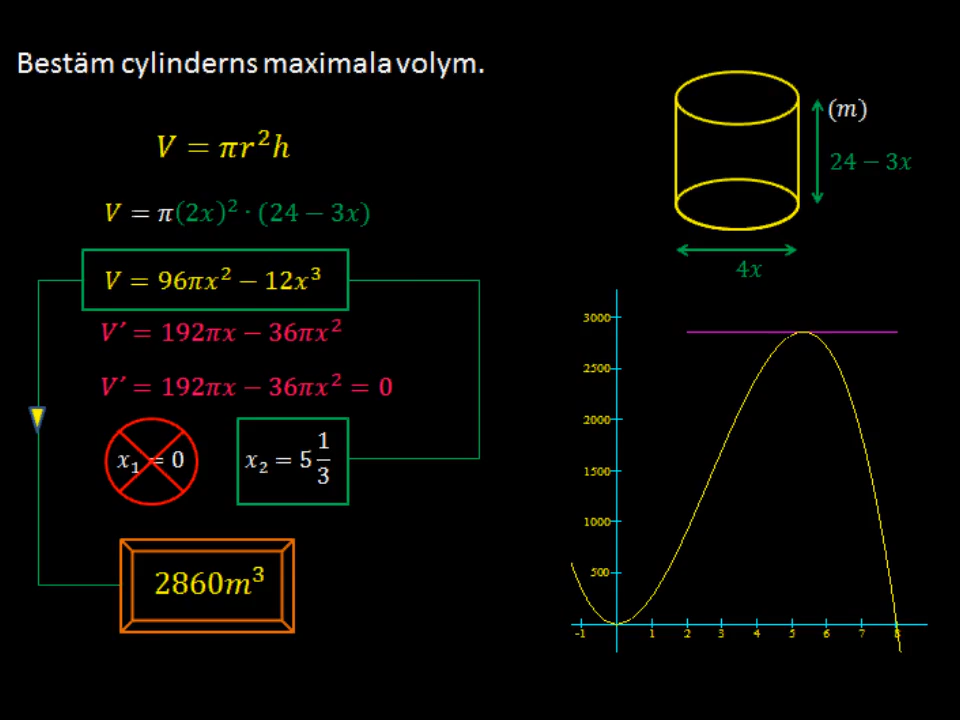 Bestäm cylinderns maximala volym.
V = πr²h
V = π(2x)² · (24 − 3x)
V = 96πx² − 12x³
V´ = 192πx − 36πx²
V´ = 192πx − 36πx² = 0
x₁ = 0
x₂ = 5 1/3
2860m³
(m)
24 − 3x
4x
3000
2500
2000
1500
1000
500
-1 1 2 3 4 5 6 7 8